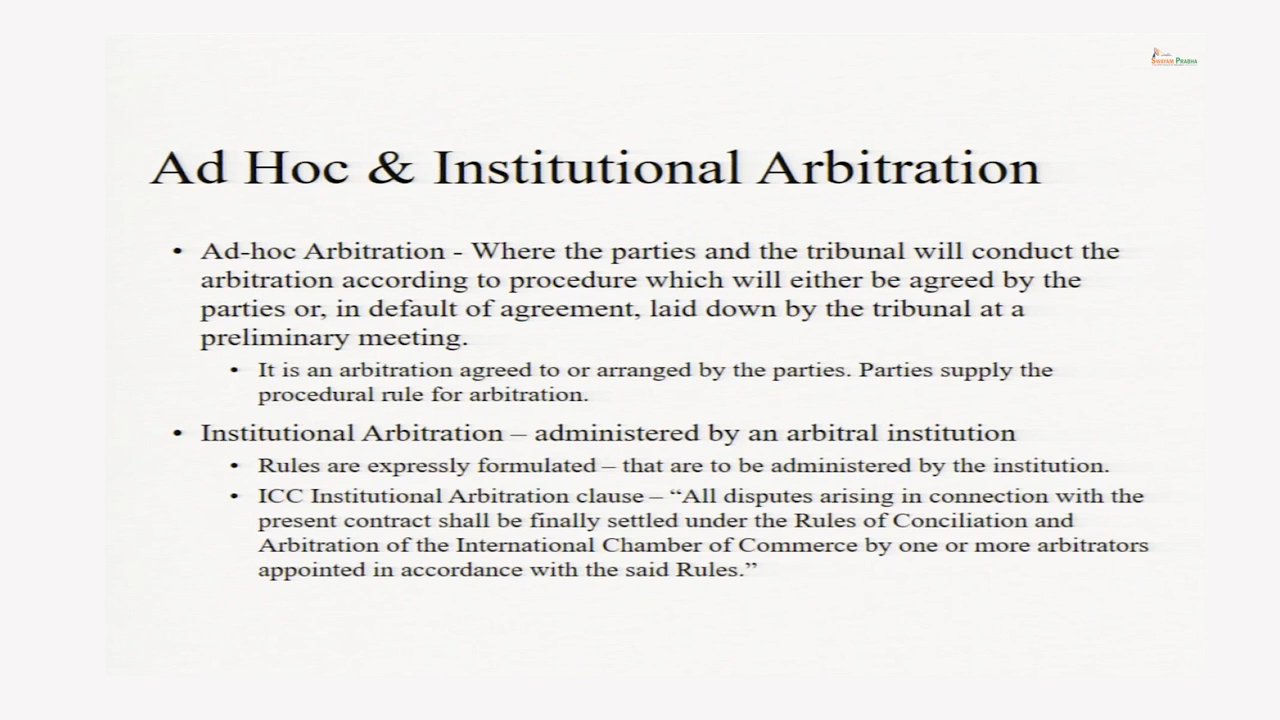 SWAYAM PRABHA
Ad Hoc & Institutional Arbitration
• Ad-hoc Arbitration - Where the parties and the tribunal will conduct the
arbitration according to procedure which will either be agreed by the
parties or, in default of agreement, laid down by the tribunal at a
preliminary meeting.
• It is an arbitration agreed to or arranged by the parties. Parties supply the
procedural rule for arbitration.
• Institutional Arbitration – administered by an arbitral institution
• Rules are expressly formulated – that are to be administered by the institution.
• ICC Institutional Arbitration clause – “All disputes arising in connection with the
present contract shall be finally settled under the Rules of Conciliation and
Arbitration of the International Chamber of Commerce by one or more arbitrators
appointed in accordance with the said Rules.”